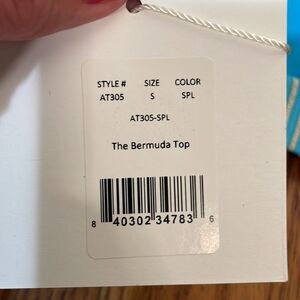 STYLE # SIZE COLOR
AT305 S SPL
AT305-SPL
The Bermuda Top
8 40302 34783 6